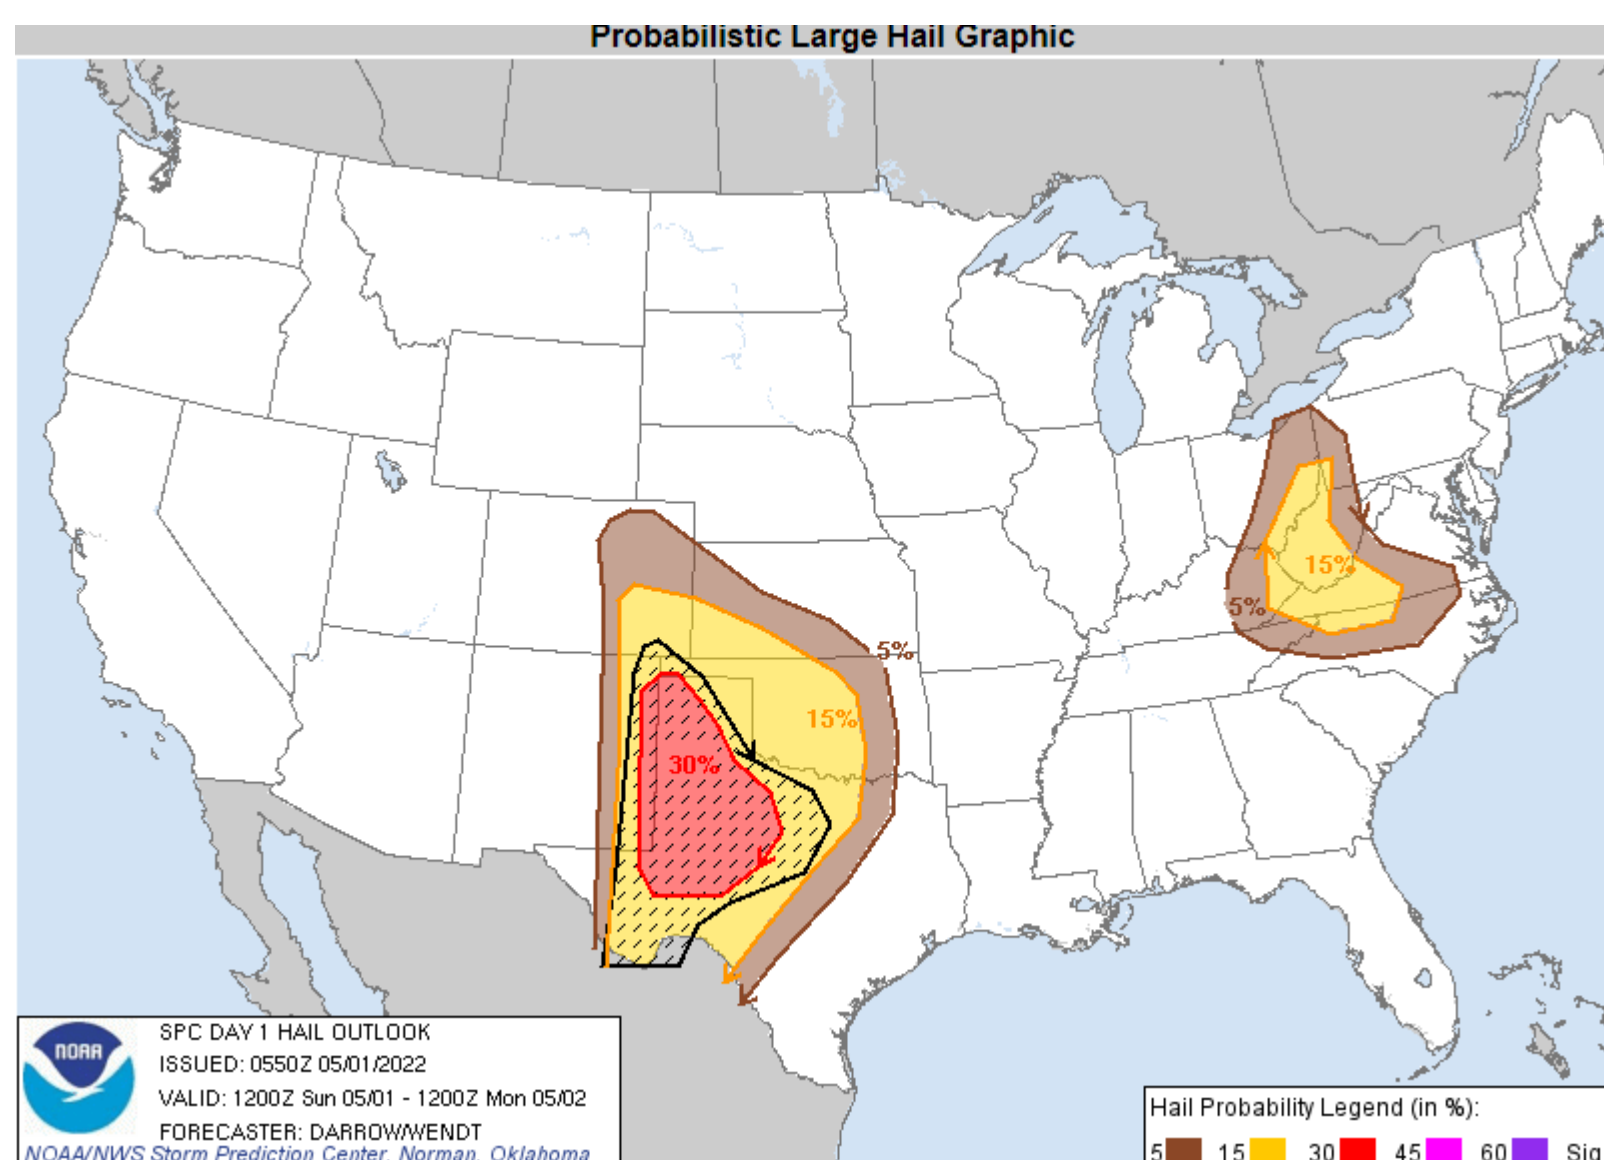 Probabilistic Large Hail Graphic
15%
5%
5%
15%
30%
NOAA
SPC DAY 1 HAIL OUTLOOK
ISSUED: 0550Z 05/01/2022
VALID: 1200Z Sun 05/01 - 1200Z Mon 05/02
FORECASTER: DARROW/WENDT
NOAA/NWS Storm Prediction Center, Norman, Oklahoma
Hail Probability Legend (in %):
5 15 30 45 60 Sig